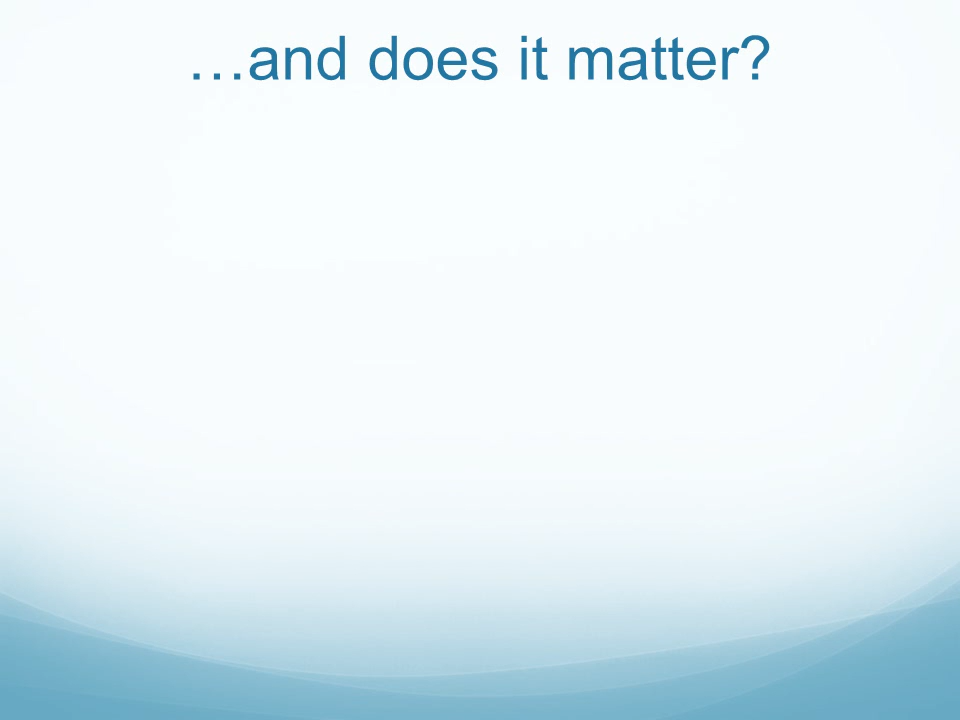 …and does it matter?